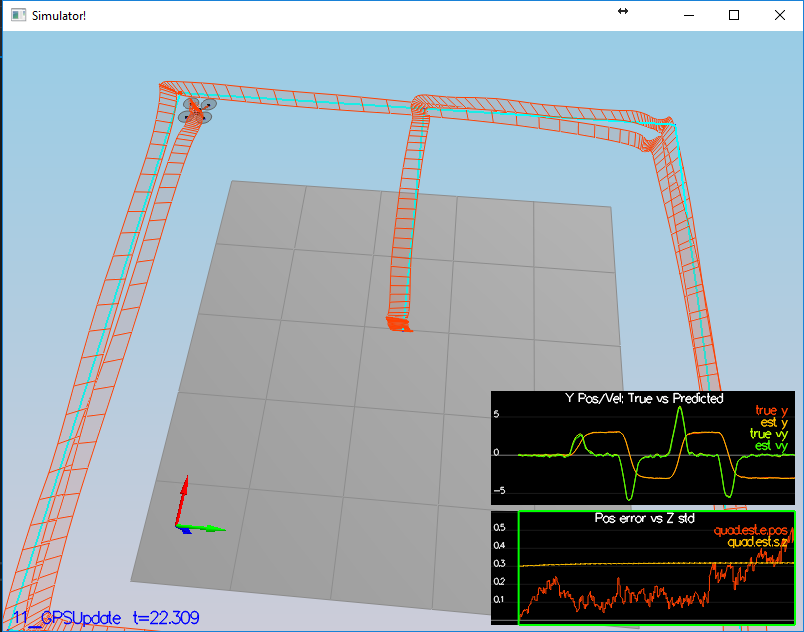 Simulator!
Y Pos/Vel: True vs Predicted
true y
est y
true vy
est vy
5
0
-5
Pos error vs Z std
quad.est.e.pos
quad.est.s.z
0.5
0.4
0.3
0.2
0.1
11_GPSUpdate t=22.309